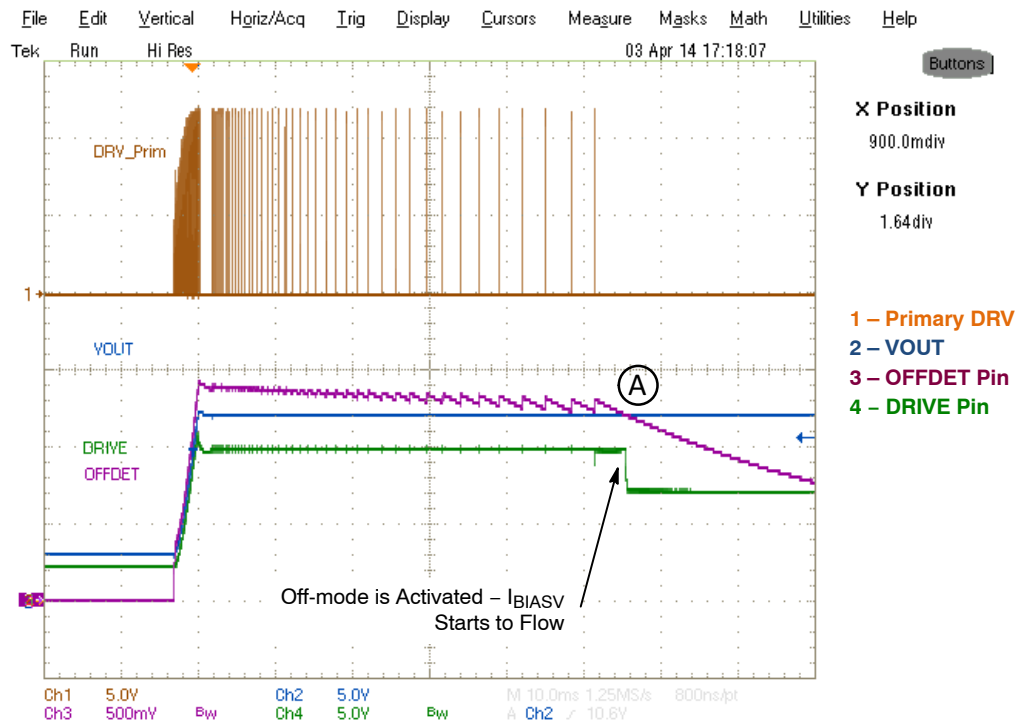 File Edit Vertical Horiz/Acq Trig Display Cursors Measure Masks Math Utilities Help
Tek Run Hi Res 03 Apr 14 17:18:07
Buttons
X Position
900.0mdiv
Y Position
1.64div
DRV_Prim
1
VOUT
1 – Primary DRV
2 – VOUT
3 – OFFDET Pin
4 – DRIVE Pin
A
DRIVE
OFFDET
Off-mode is Activated – IBIASV
Starts to Flow
Ch1 5.0V Ch2 5.0V M 10.0ms 1.25MS/s 800ns/pt
Ch3 500mV BW Ch4 5.0V BW A Ch2 ∕ 10.6V